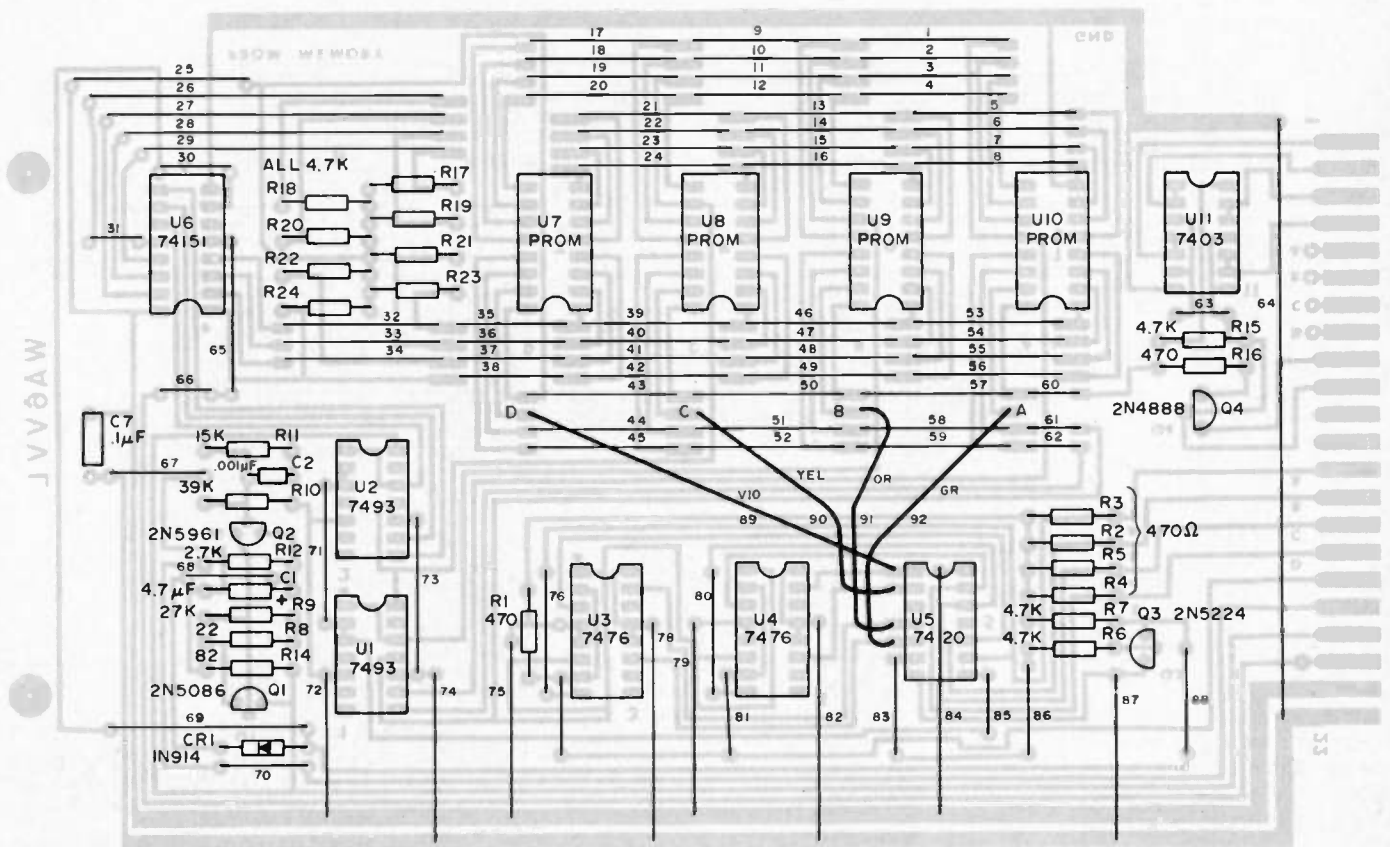 17 9 1
PROM MEMORY 18 10 2 GND
25 19 11 3
26 20 12 4
27 21 13 5
28 22 14 6
29 23 15 7
30 24 16 8
ALL 4.7K
R17
R18
R19
R20
R21
R22
R23
R24
31
U6
74151
U7
PROM
U8
PROM
U9
PROM
U10
PROM
U11
7403
63 64
32 35 39 46 53
33 36 40 47 54
34 37 41 48 55
38 42 49 56
43 50 57 60
65
66
4.7K R15
470 R16
2N4888 Q4
D C B A
44 51 58 61
45 52 59 62
WA6VVL
C7
.1µF
67
15K R11
.001µF C2
39K R10
2N5961 Q2
2.7K R12 71
68
4.7µF C1
+
27K R9
22 R8
82 R14
2N5086 Q1
69
CR1
1N914
70
U2
7493
73
U1
7493
72 74
VIO YEL OR GR
89 90 91 92
R3
R2
R5
R4
470Ω
4.7K R7
4.7K R6
Q3 2N5224
R1
470
75 76
U3
7476
78 79 80
U4
7476
81 82
U5
7420
83 84 85 86 87 88
22